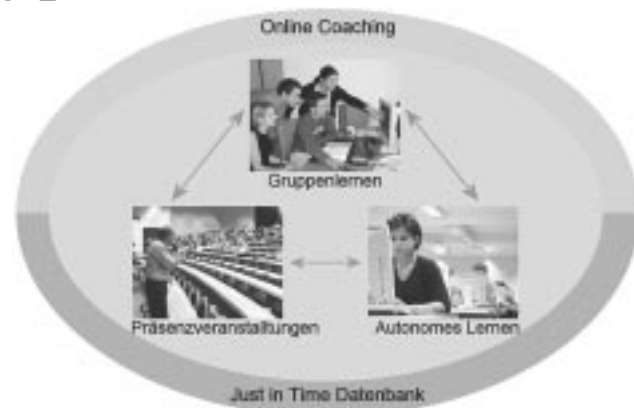 Online Coaching
Gruppenlernen
Präsenzveranstaltungen
Autonomes Lernen
Just in Time Datenbank